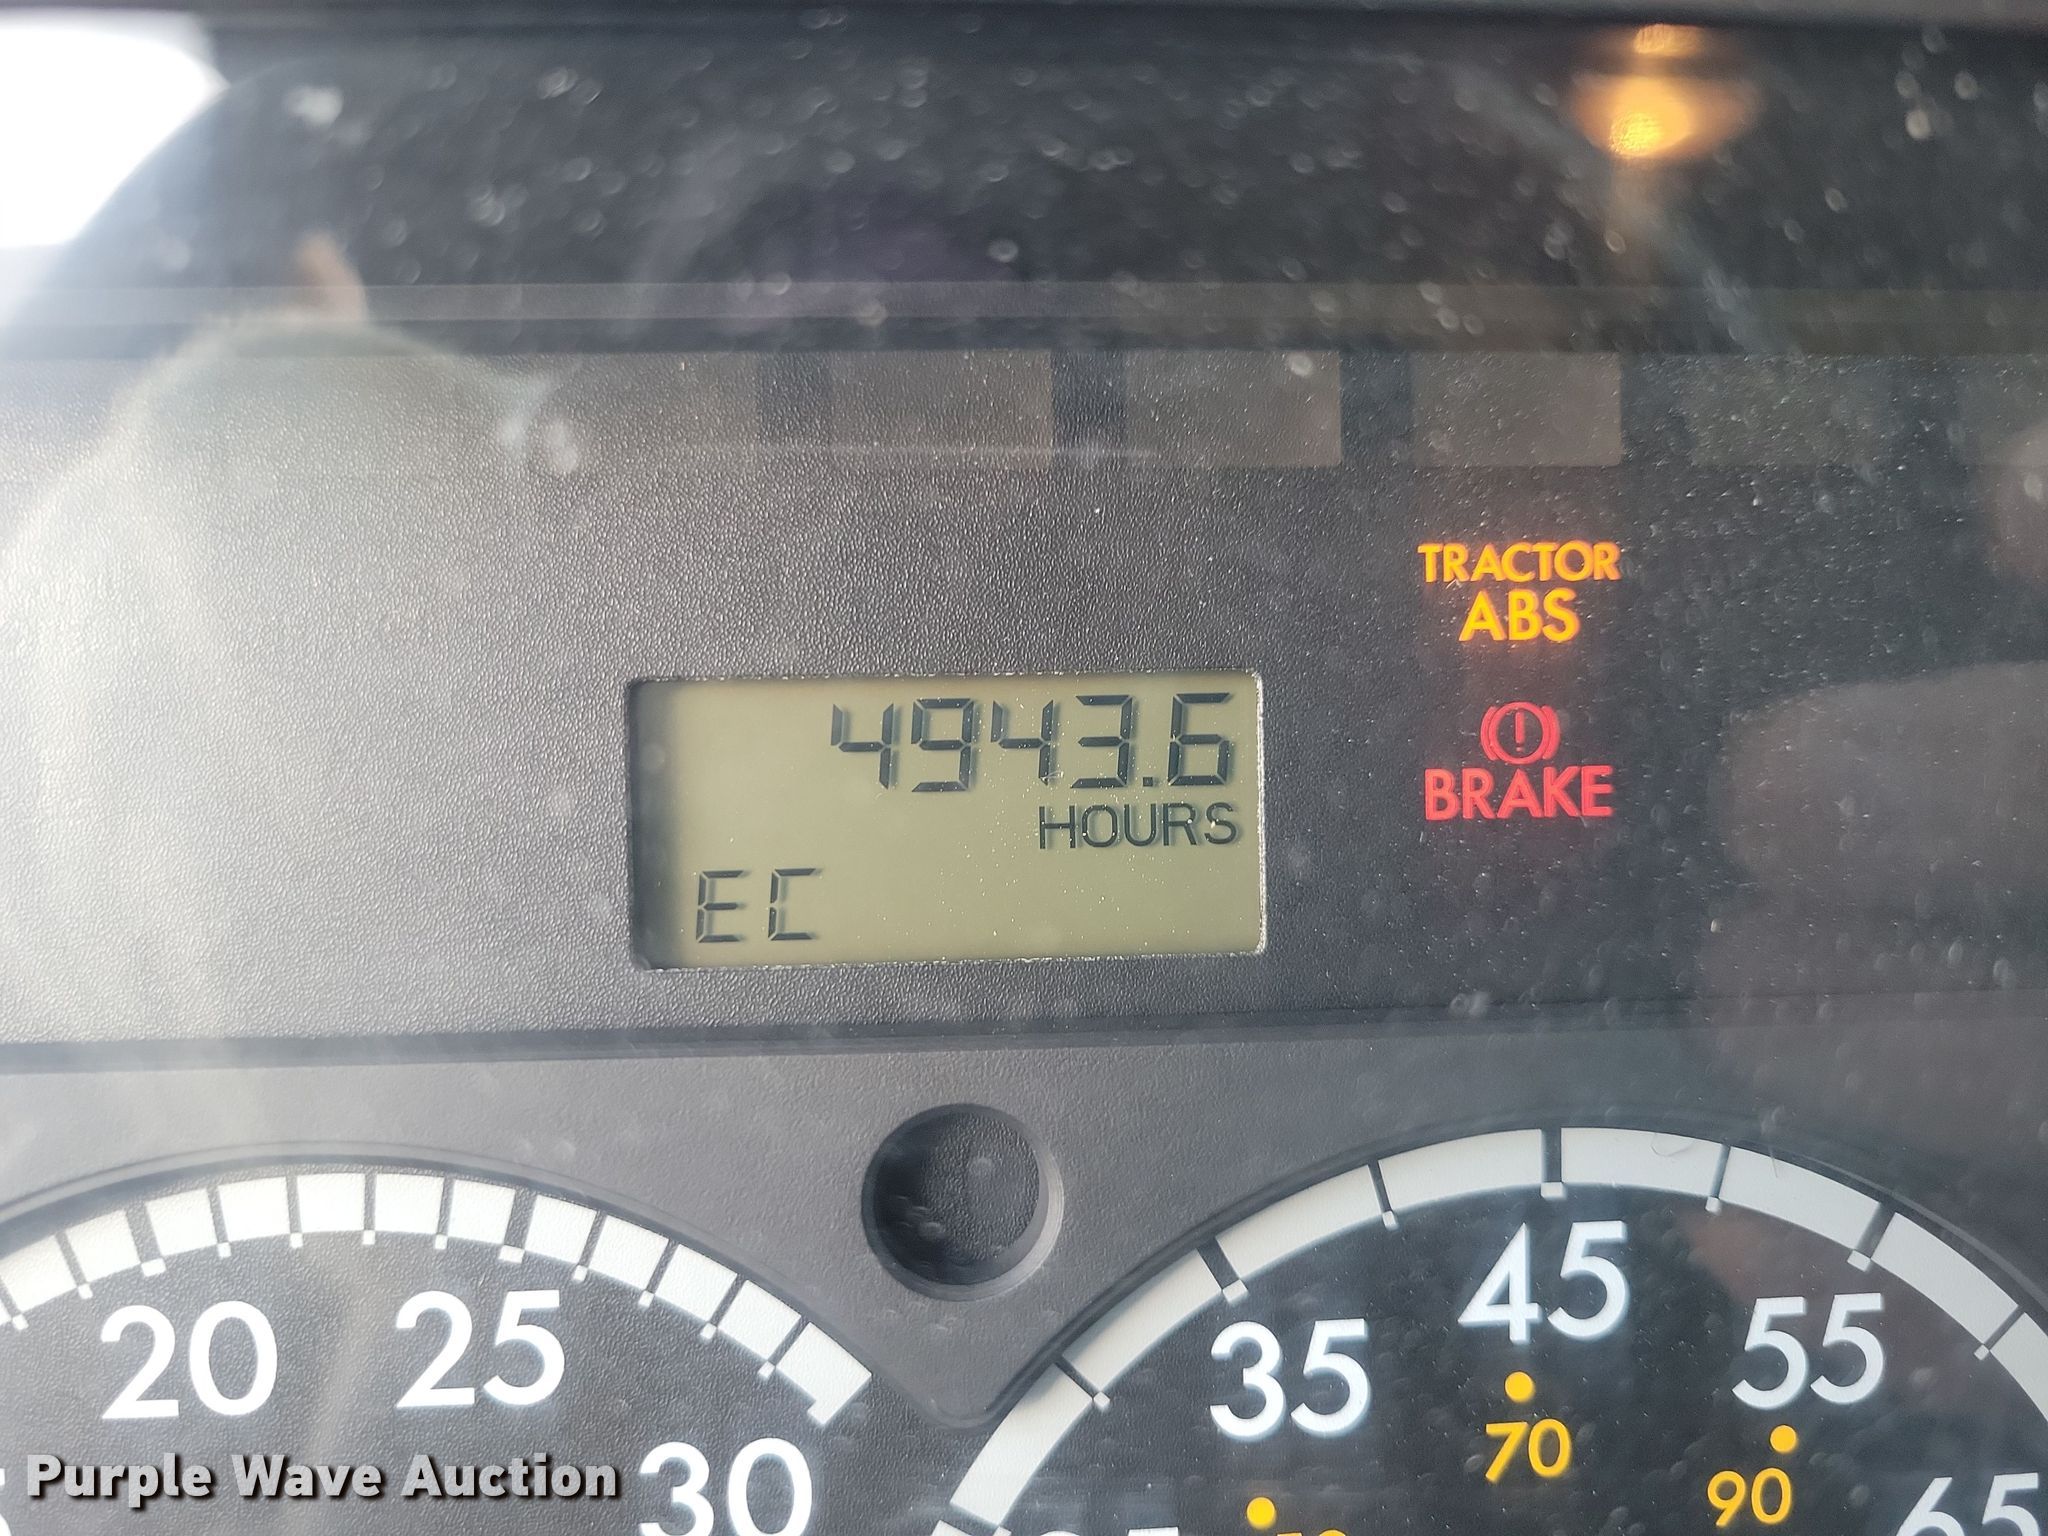 TRACTOR
ABS
4943.6
HOURS
BRAKE
EC
20
25
30
35
45
55
65
70
90
Purple Wave Auction